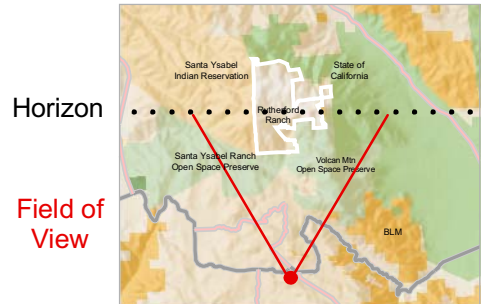 Santa Ysabel
Indian Reservation
State of
California
Horizon
Rutherford
Ranch
Santa Ysabel Ranch
Open Space Preserve
Volcan Mtn
Open Space Preserve
Field of
View
BLM